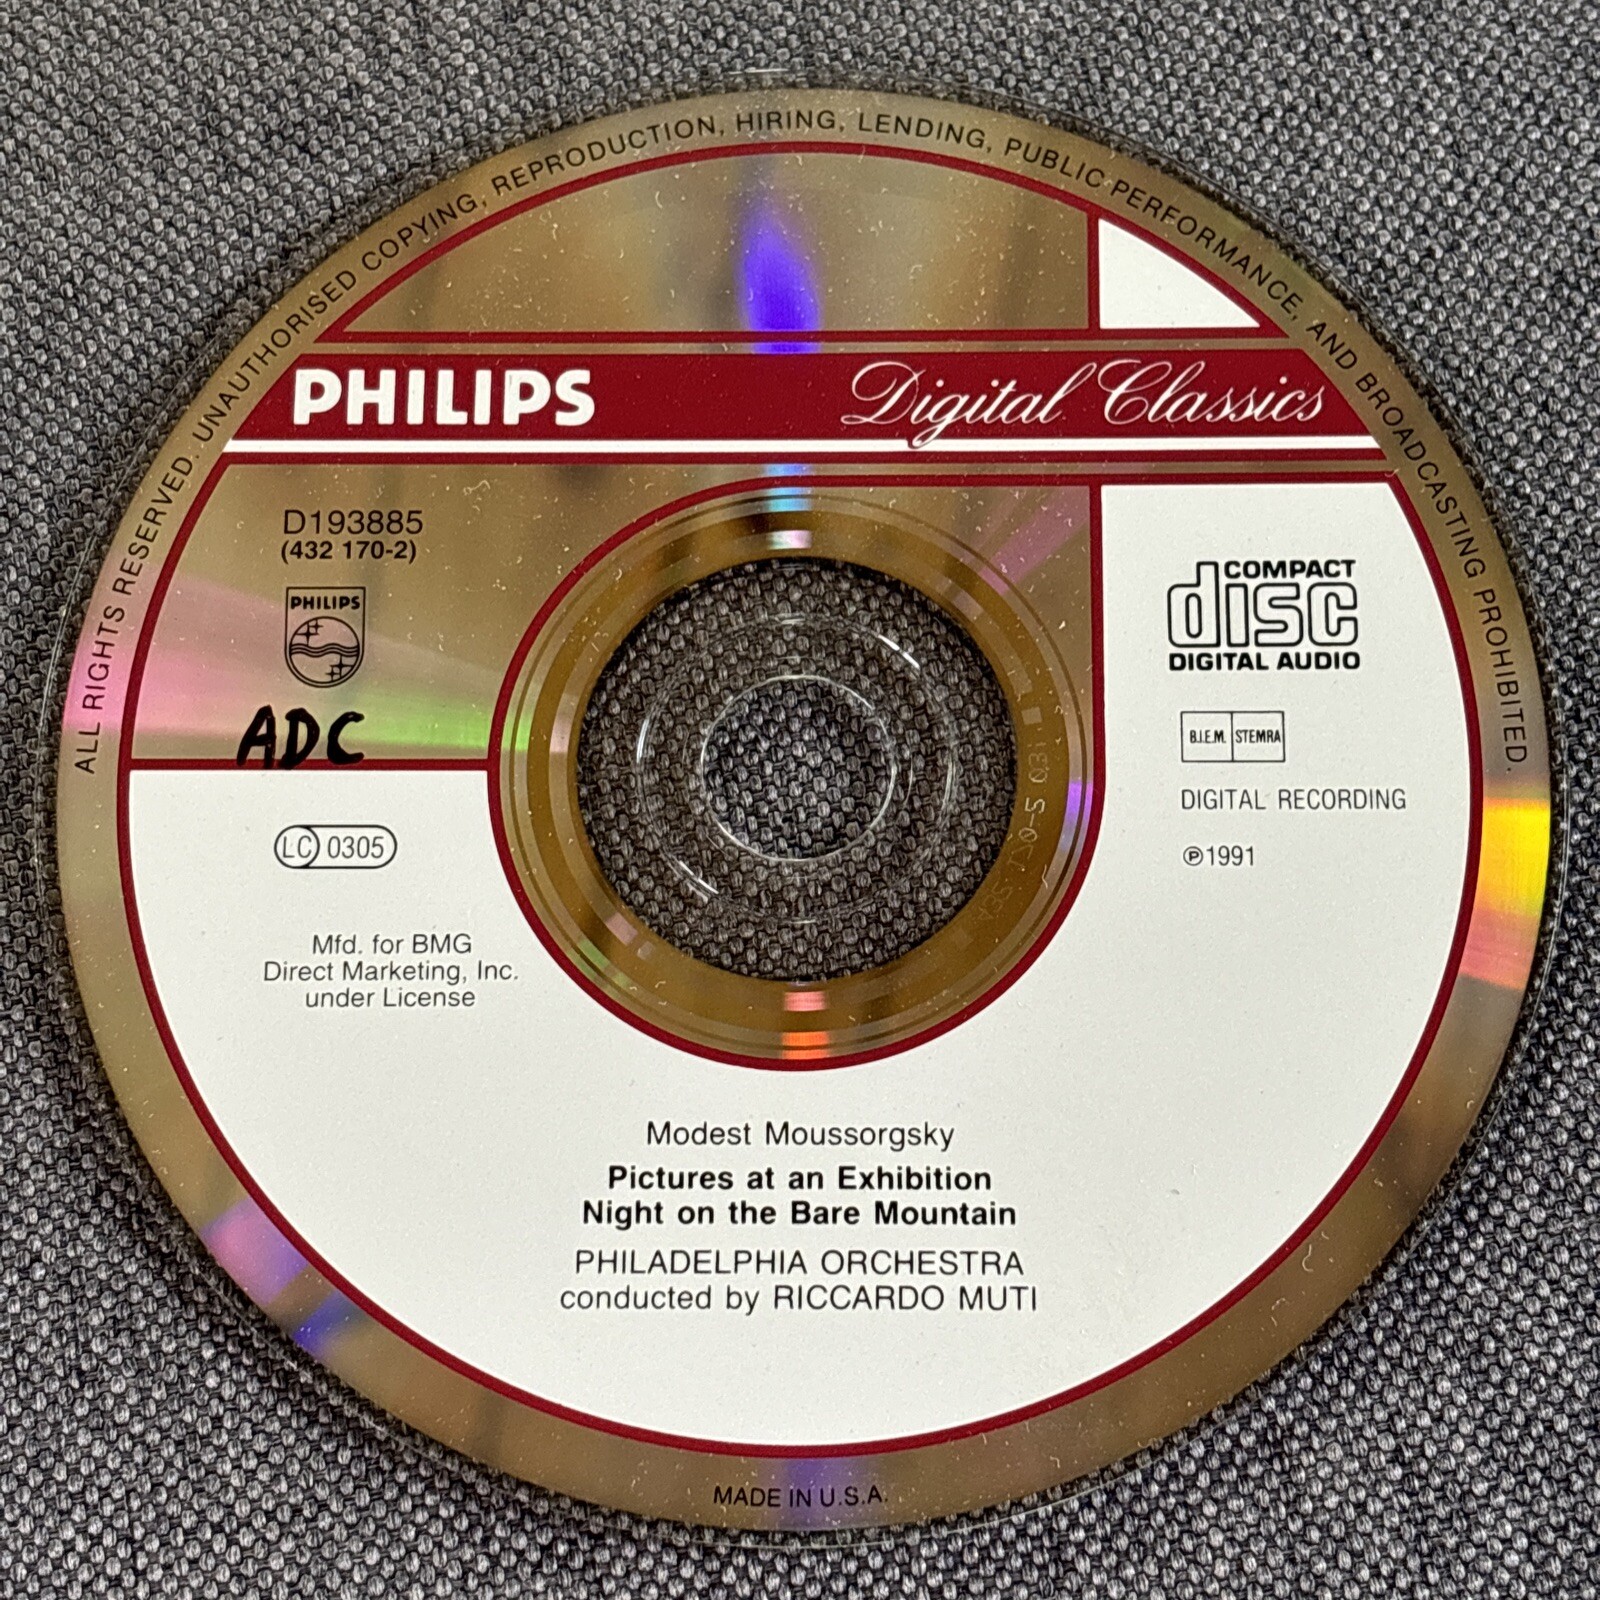 ALL RIGHTS RESERVED. UNAUTHORISED COPYING, REPRODUCTION, HIRING, LENDING, PUBLIC PERFORMANCE, AND BROADCASTING PROHIBITED.
PHILIPS
Digital Classics
D193885
(432 170-2)
PHILIPS
ADC
COMPACT
disc
DIGITAL AUDIO
B.I.E.M. STEMRA
DIGITAL RECORDING
℗1991
LC 0305
Mfd. for BMG
Direct Marketing, Inc.
under License
Modest Moussorgsky
Pictures at an Exhibition
Night on the Bare Mountain
PHILADELPHIA ORCHESTRA
conducted by RICCARDO MUTI
MADE IN U.S.A.